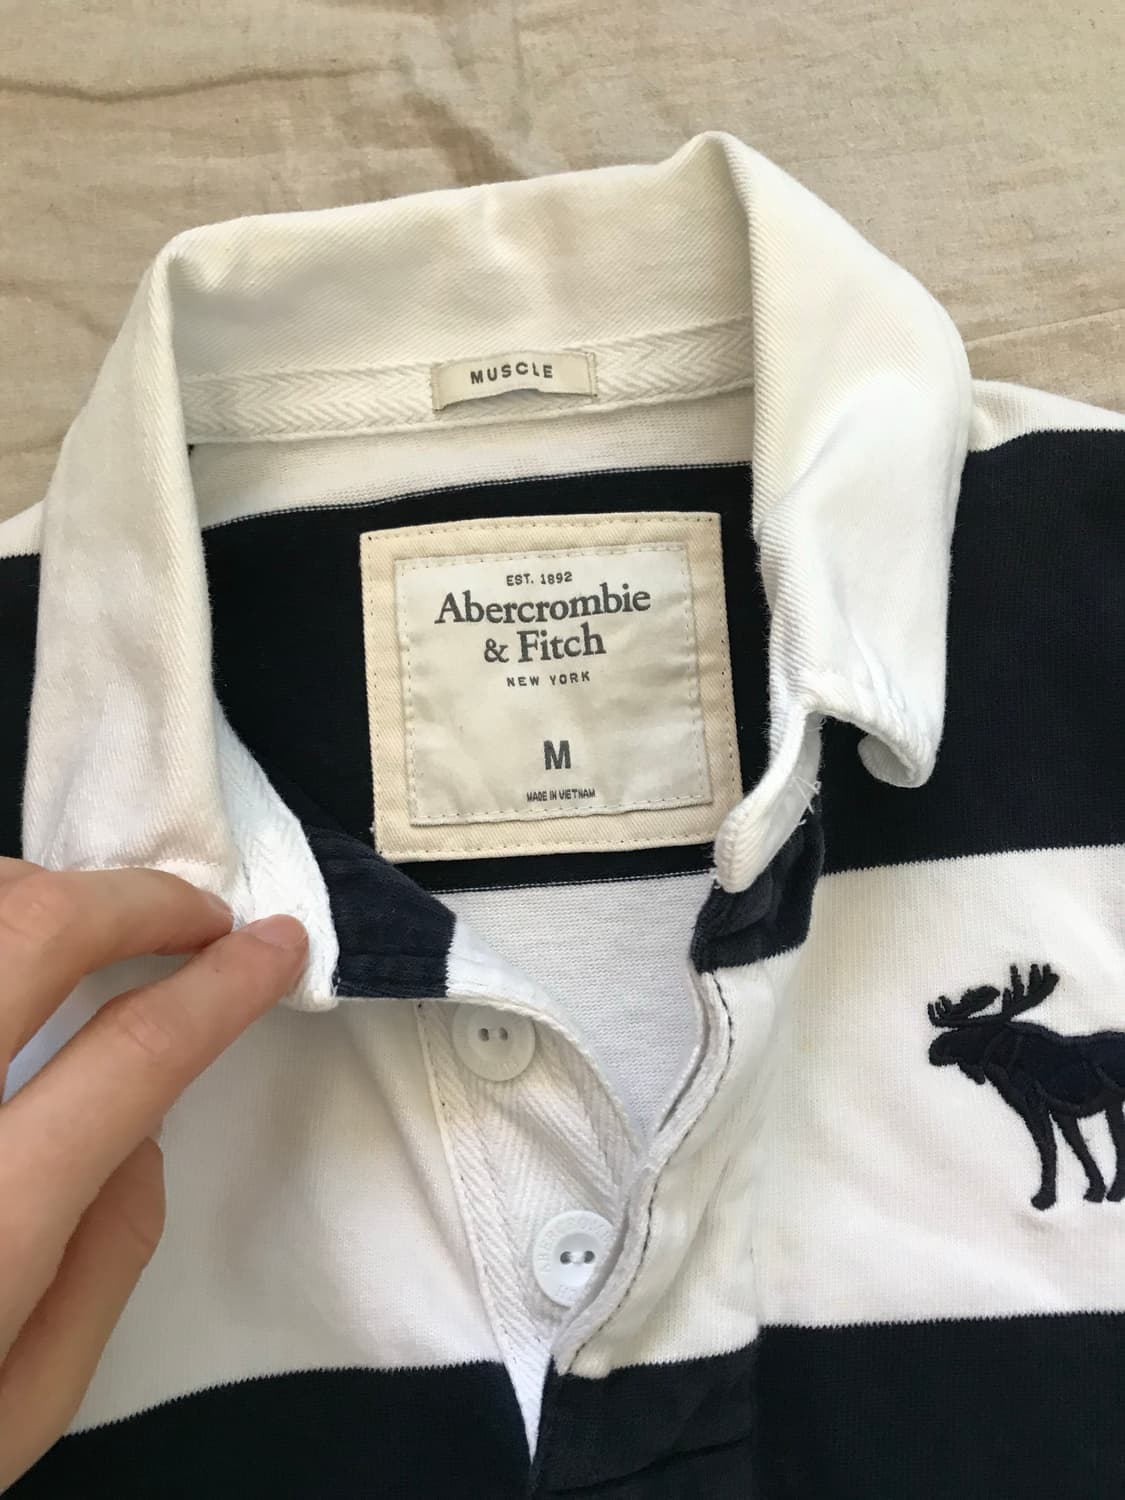 MUSCLE
EST. 1892
Abercrombie
& Fitch
NEW YORK
M
MADE IN VIETNAM